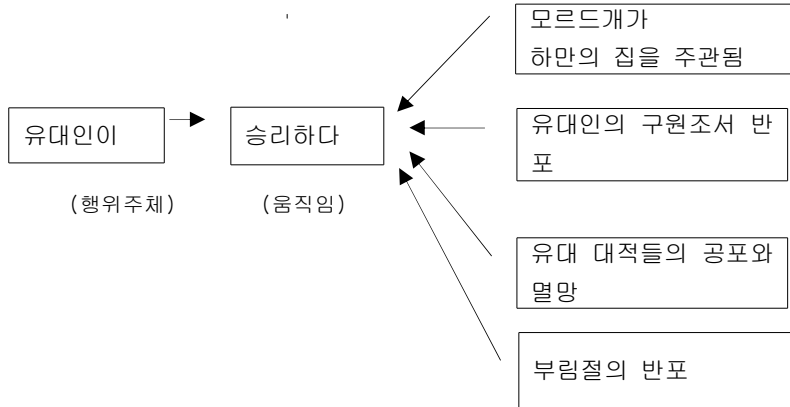 모르드개가
하만의 집을 주관됨
유대인이
승리하다
유대인의 구원조서 반
포
(행위주체)
(움직임)
유대 대적들의 공포와
멸망
부림절의 반포